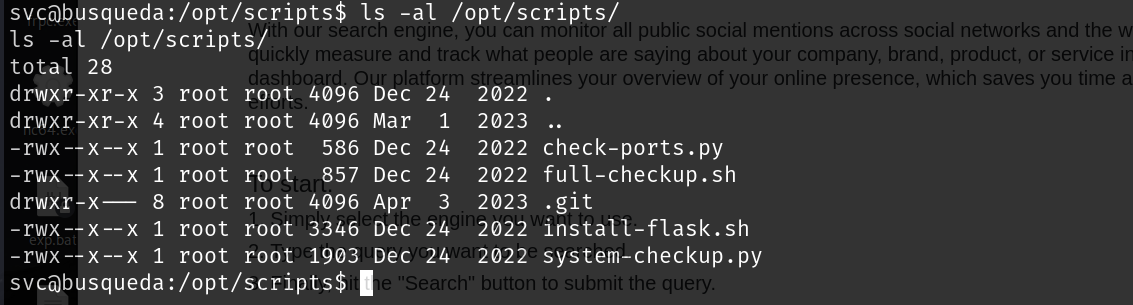 svc@busqueda:/opt/scripts$ ls -al /opt/scripts/
With our search engine, you can monitor all public social mentions across social networks and the w
ls -al /opt/scripts/
quickly measure and track what people are saying about your company, brand, product, or service in
total 28
dashboard. Our platform streamlines your overview of your online presence, which saves you time a
efforts.
drwxr-xr-x 3 root root 4096 Dec 24  2022 .
drwxr-xr-x 4 root root 4096 Mar  1  2023 ..
-rwx--x--x 1 root root  586 Dec 24  2022 check-ports.py
-rwx--x--x 1 root root  857 Dec 24  2022 full-checkup.sh
To start:
drwxr-x--- 8 root root 4096 Apr  3  2023 .git
1. Simply select the engine you want to use.
-rwx--x--x 1 root root 3346 Dec 24  2022 install-flask.sh
exp.bat
2. Type the query you want to be searched.
-rwx--x--x 1 root root 1903 Dec 24  2022 system-checkup.py
svc@busqueda:/opt/scripts$
hit the "Search" button to submit the query.